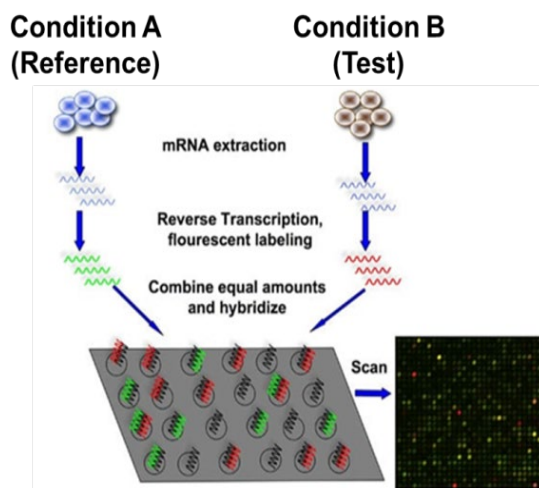 Condition A
(Reference)
Condition B
(Test)
mRNA extraction
Reverse Transcription,
flourescent labeling
Combine equal amounts
and hybridize
Scan